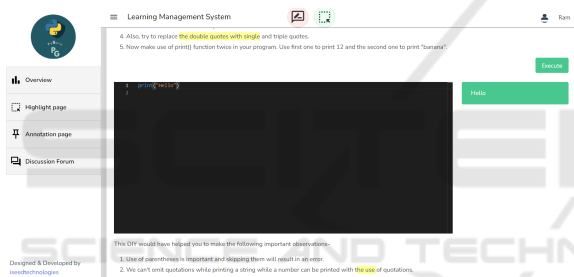 Learning Management System
Ram
4. Also, try to replace the double quotes with single and triple quotes.
5. Now make use of print() function twice in your program. Use first one to print 12 and the second one to print "banana".
Execute
PG
Overview
Highlight page
Annotation page
Discussion Forum
1 print("Hello")
2
Hello
This DIY would have helped you to make the following important observations-
1. Use of parentheses is important and skipping them will result in an error.
2. We can't omit quotations while printing a string while a number can be printed with the use of quotations.
Designed & Developed by
iseedtechnologies
SCIENCE AND TECHN